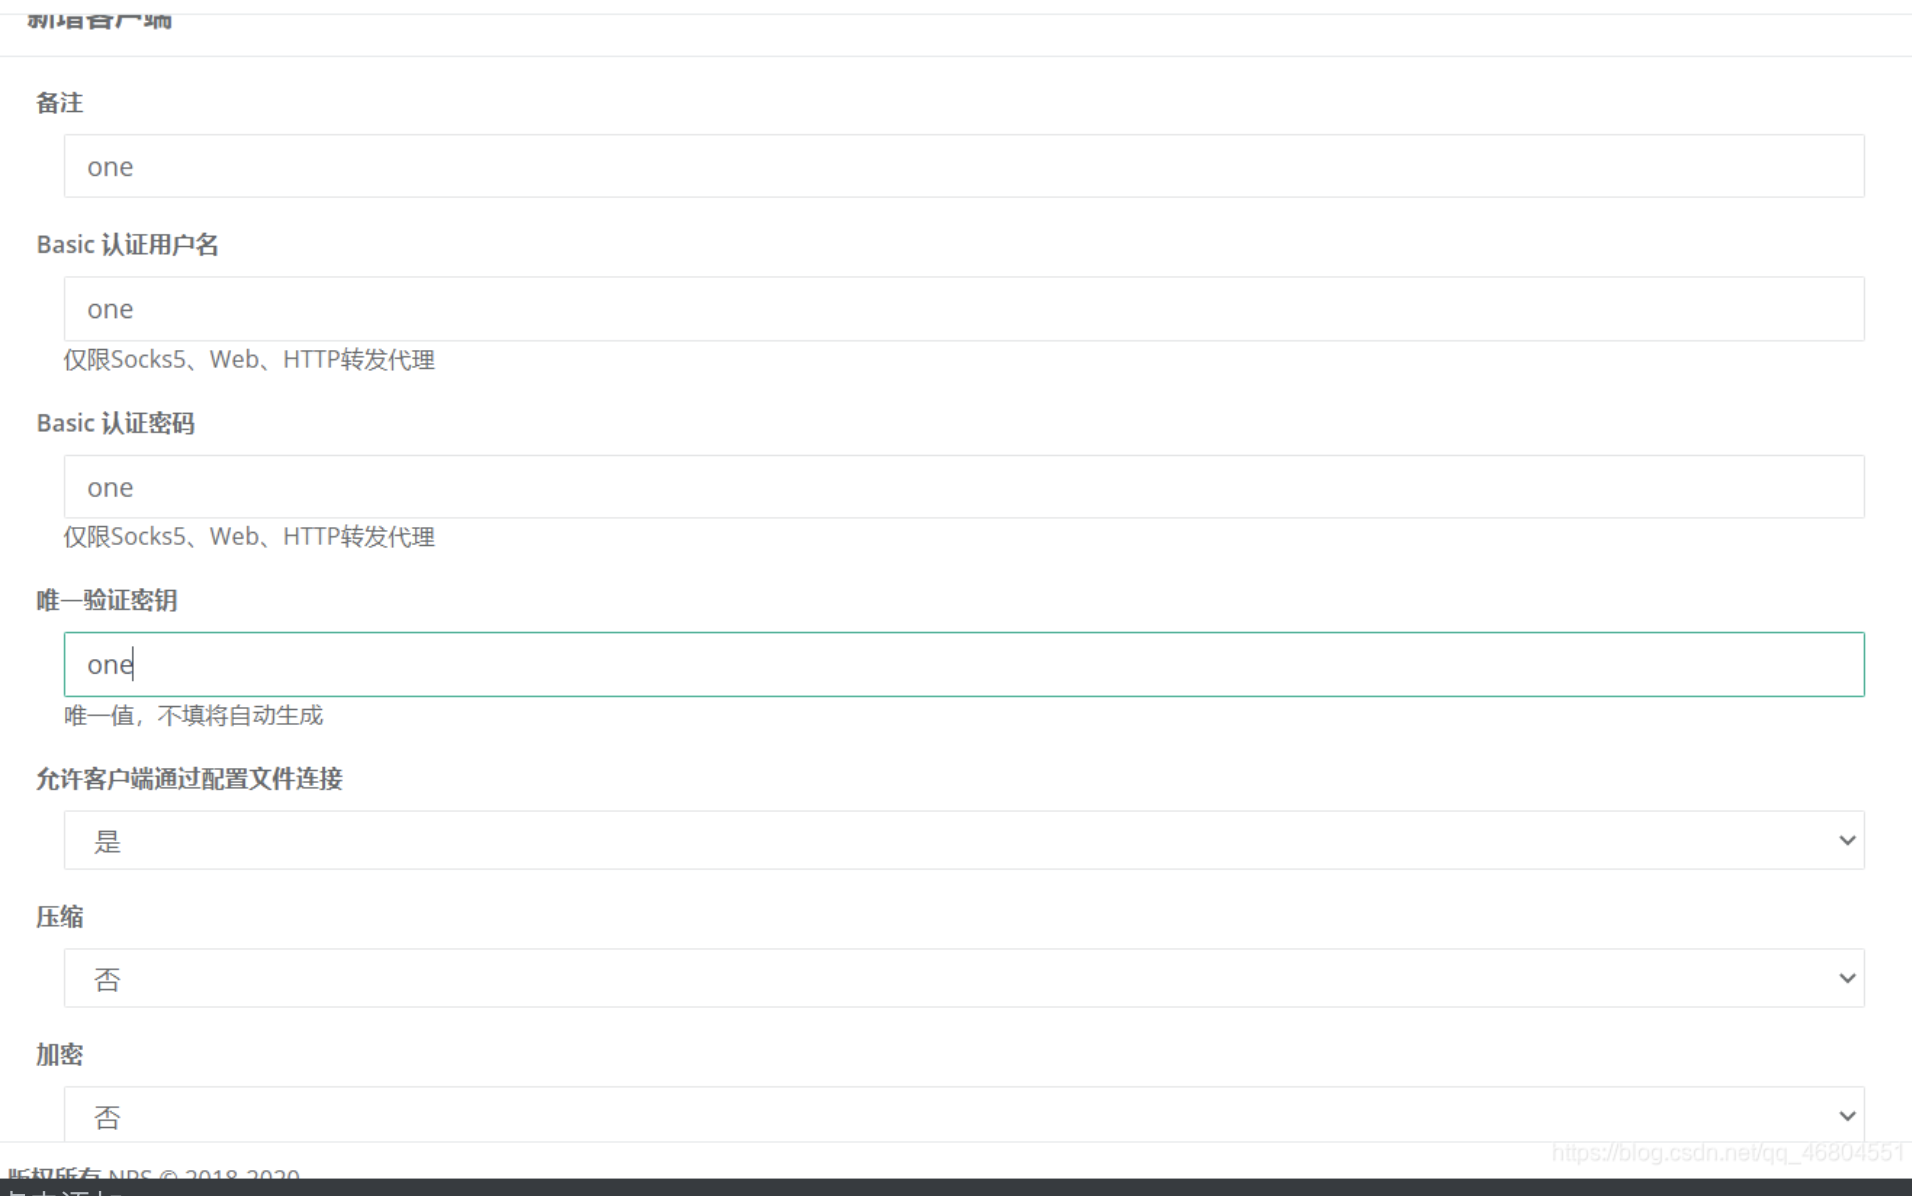 新增客户端
备注
one
Basic 认证用户名
one
仅限Socks5、Web、HTTP转发代理
Basic 认证密码
one
仅限Socks5、Web、HTTP转发代理
唯一验证密钥
one
唯一值，不填将自动生成
允许客户端通过配置文件连接
是
压缩
否
加密
否
https://blog.csdn.net/qq_46804551
版权所有 NPS © 2018-2020